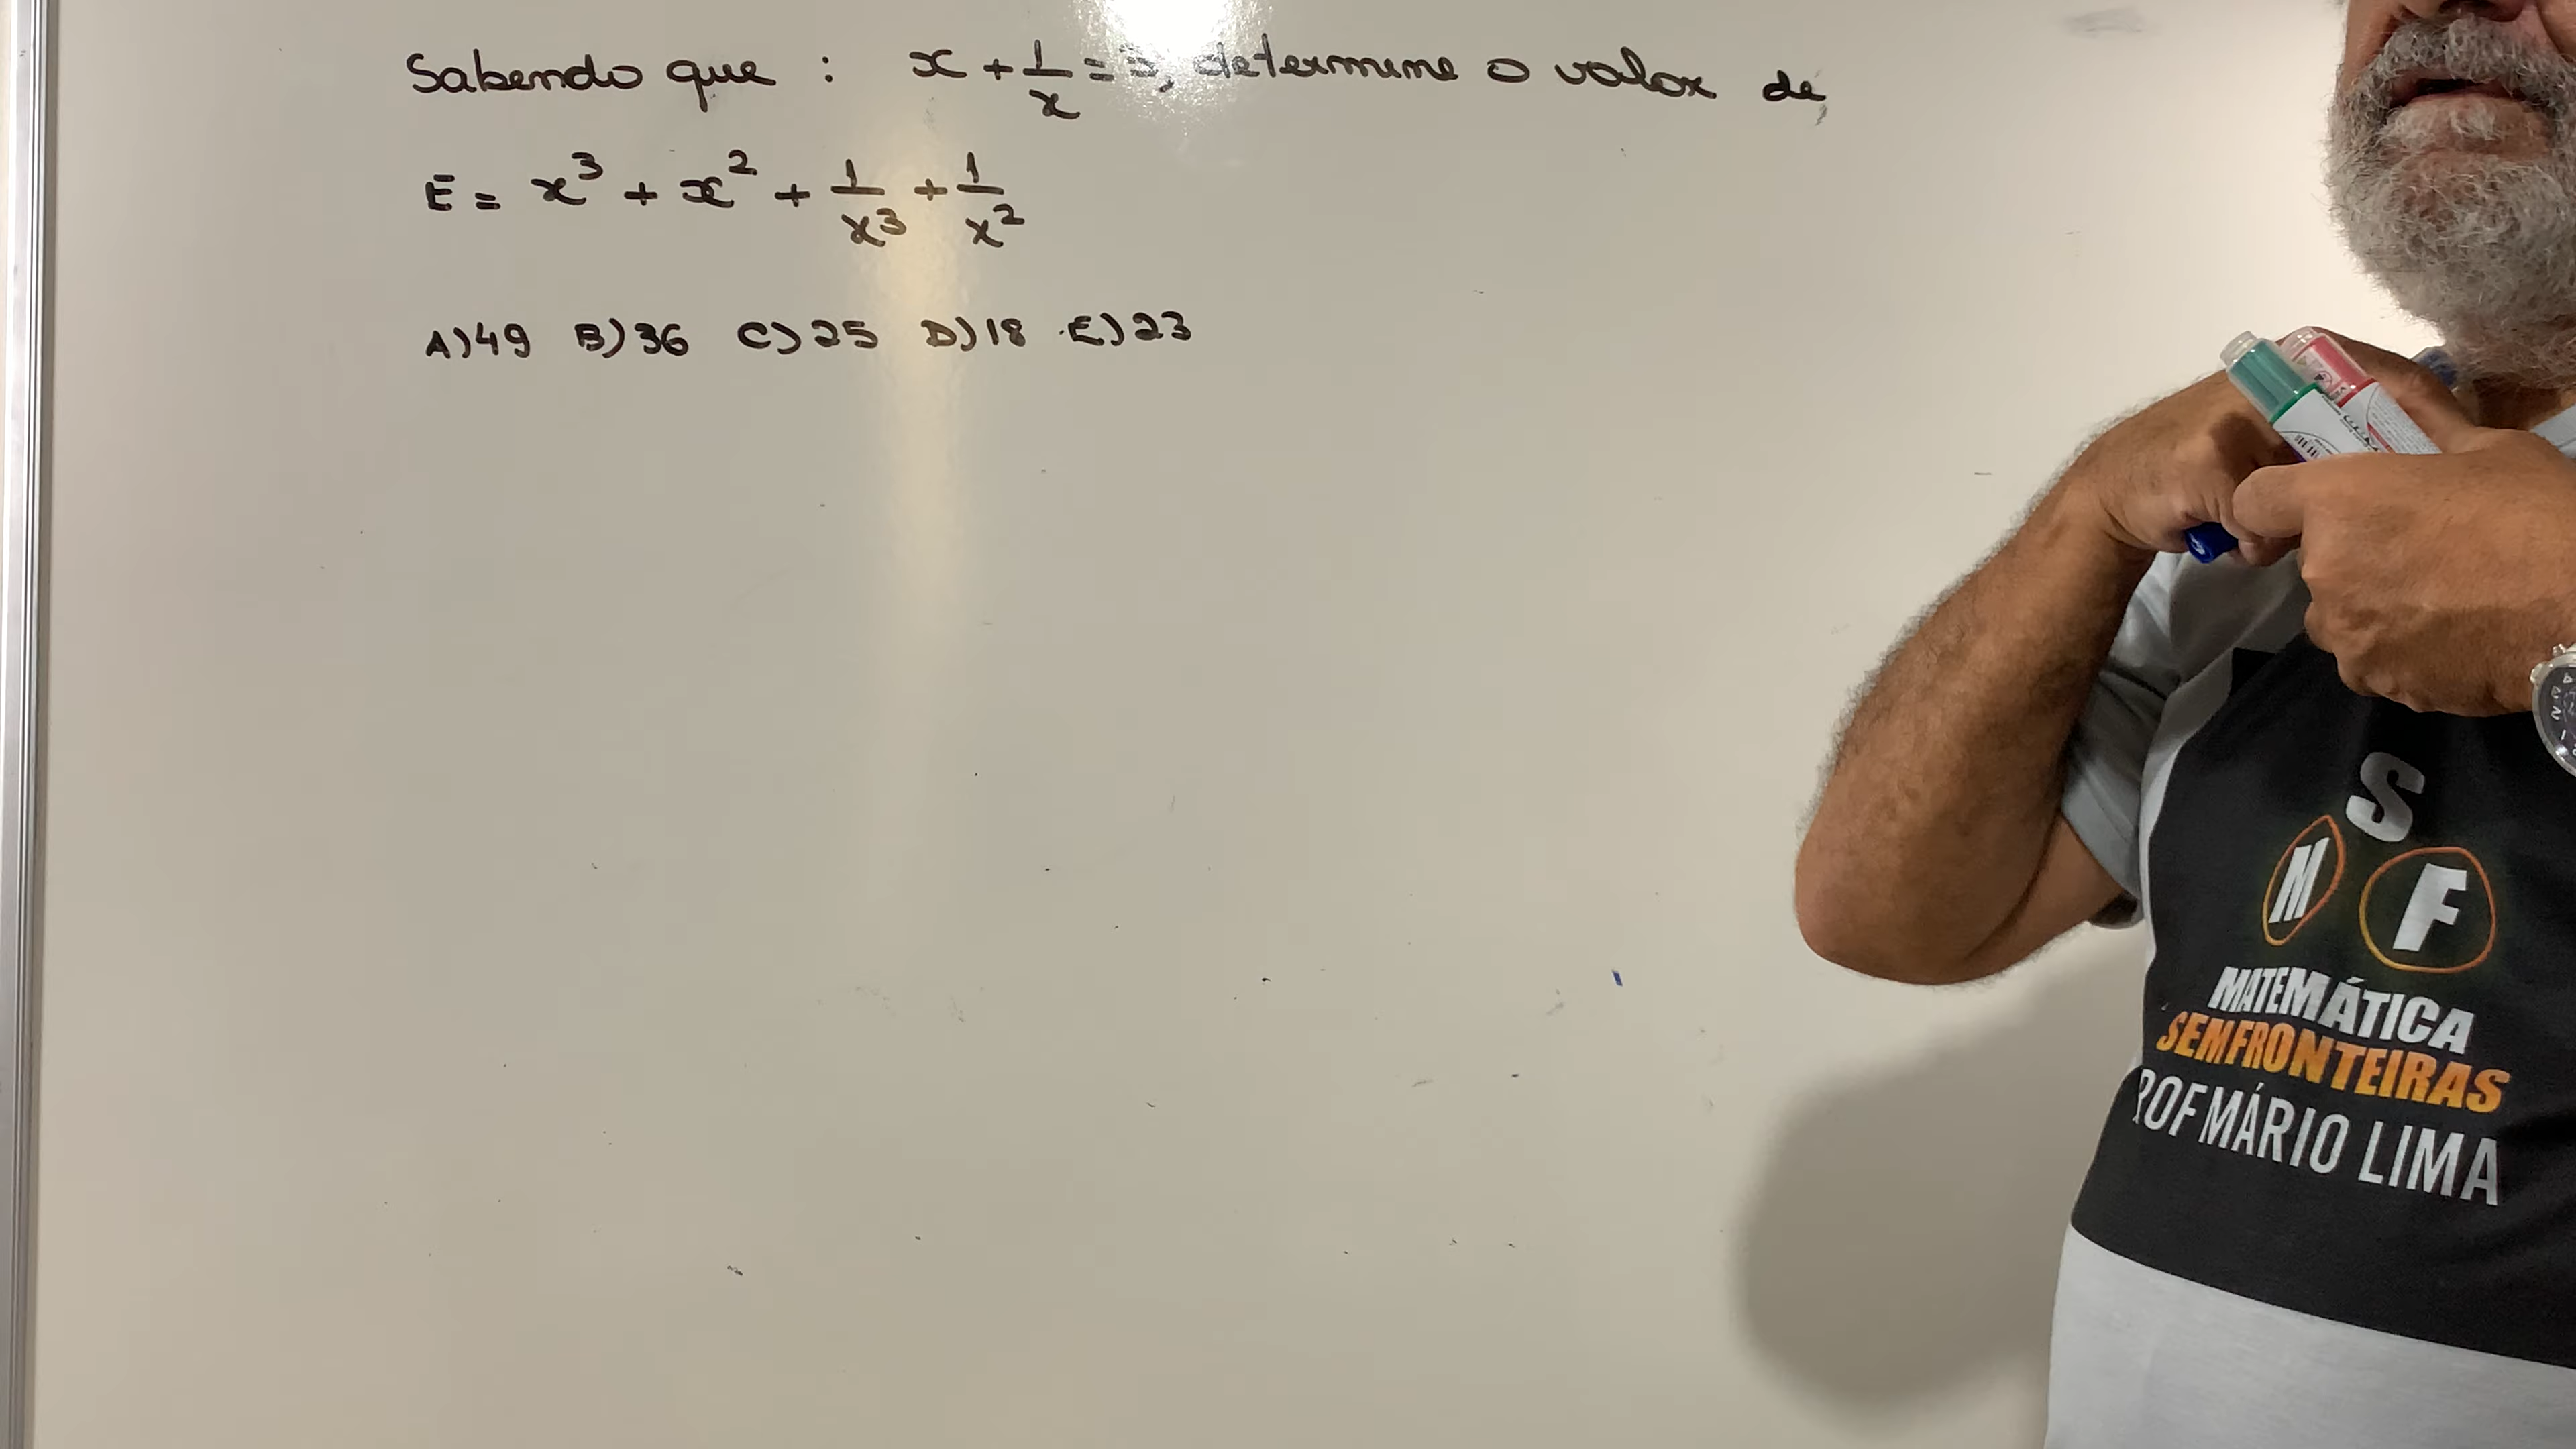 Sabendo que : x + 1/x = 3, determine o valor de
E = x³ + x² + 1/x³ + 1/x²
A) 49 B) 36 C) 25 D) 18 E) 23
S
M F
MATEMÁTICA
SEMFRONTEIRAS
ROF MÁRIO LIMA